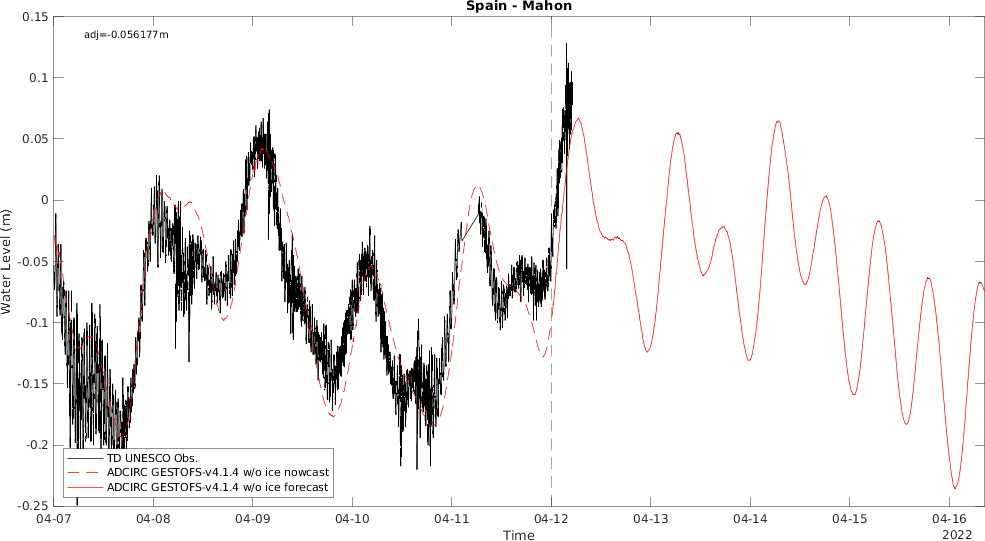 Spain - Mahon
adj=-0.056177m
0.15
0.1
0.05
0
-0.05
-0.1
-0.15
-0.2
-0.25
Water Level (m)
TD UNESCO Obs.
ADCIRC GESTOFS-v4.1.4 w/o ice nowcast
ADCIRC GESTOFS-v4.1.4 w/o ice forecast
04-07 04-08 04-09 04-10 04-11 04-12 04-13 04-14 04-15 04-16
Time
2022